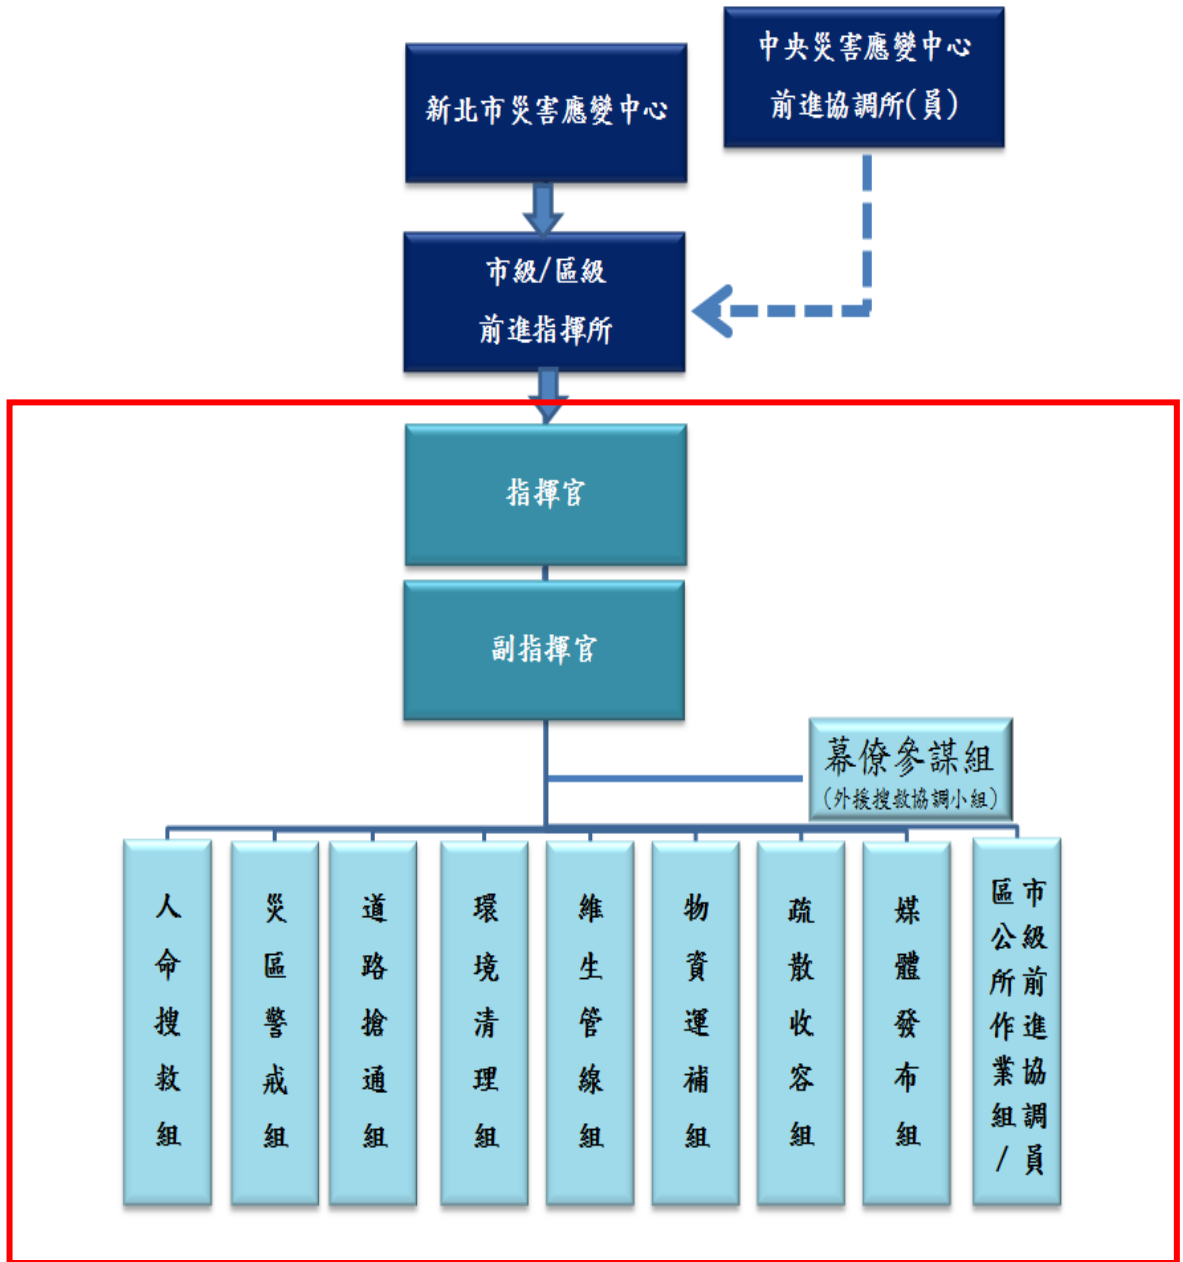 新北市災害應變中心
中央災害應變中心
前進協調所(員)
市級/區級
前進指揮所
指揮官
副指揮官
幕僚參謀組
(外援搜救協調小組)
人命搜救組
災區警戒組
道路搶通組
環境清理組
維生管線組
物資運補組
疏散收容組
媒體發布組
區公所作業組/
市級前進協調員